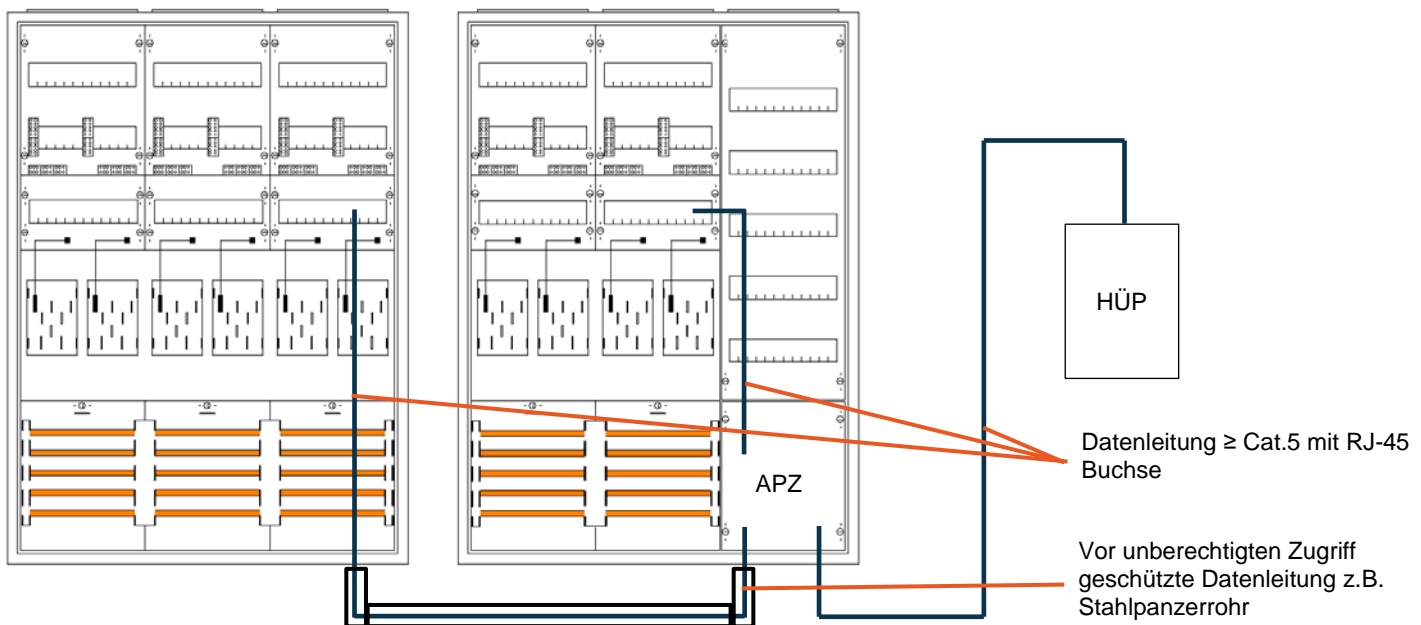 HÜP
Datenleitung ≥ Cat.5 mit RJ-45
Buchse
APZ
Vor unberechtigten Zugriff
geschützte Datenleitung z.B.
Stahlpanzerrohr